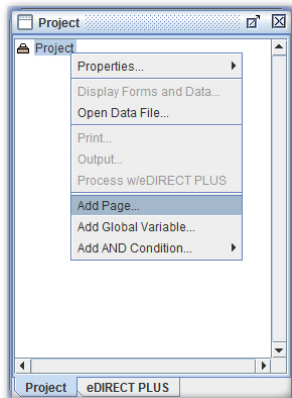 Project
Project
Properties...
Display Forms and Data...
Open Data File...
Print...
Output...
Process w/eDIRECT PLUS
Add Page...
Add Global Variable...
Add AND Condition...
Project eDIRECT PLUS